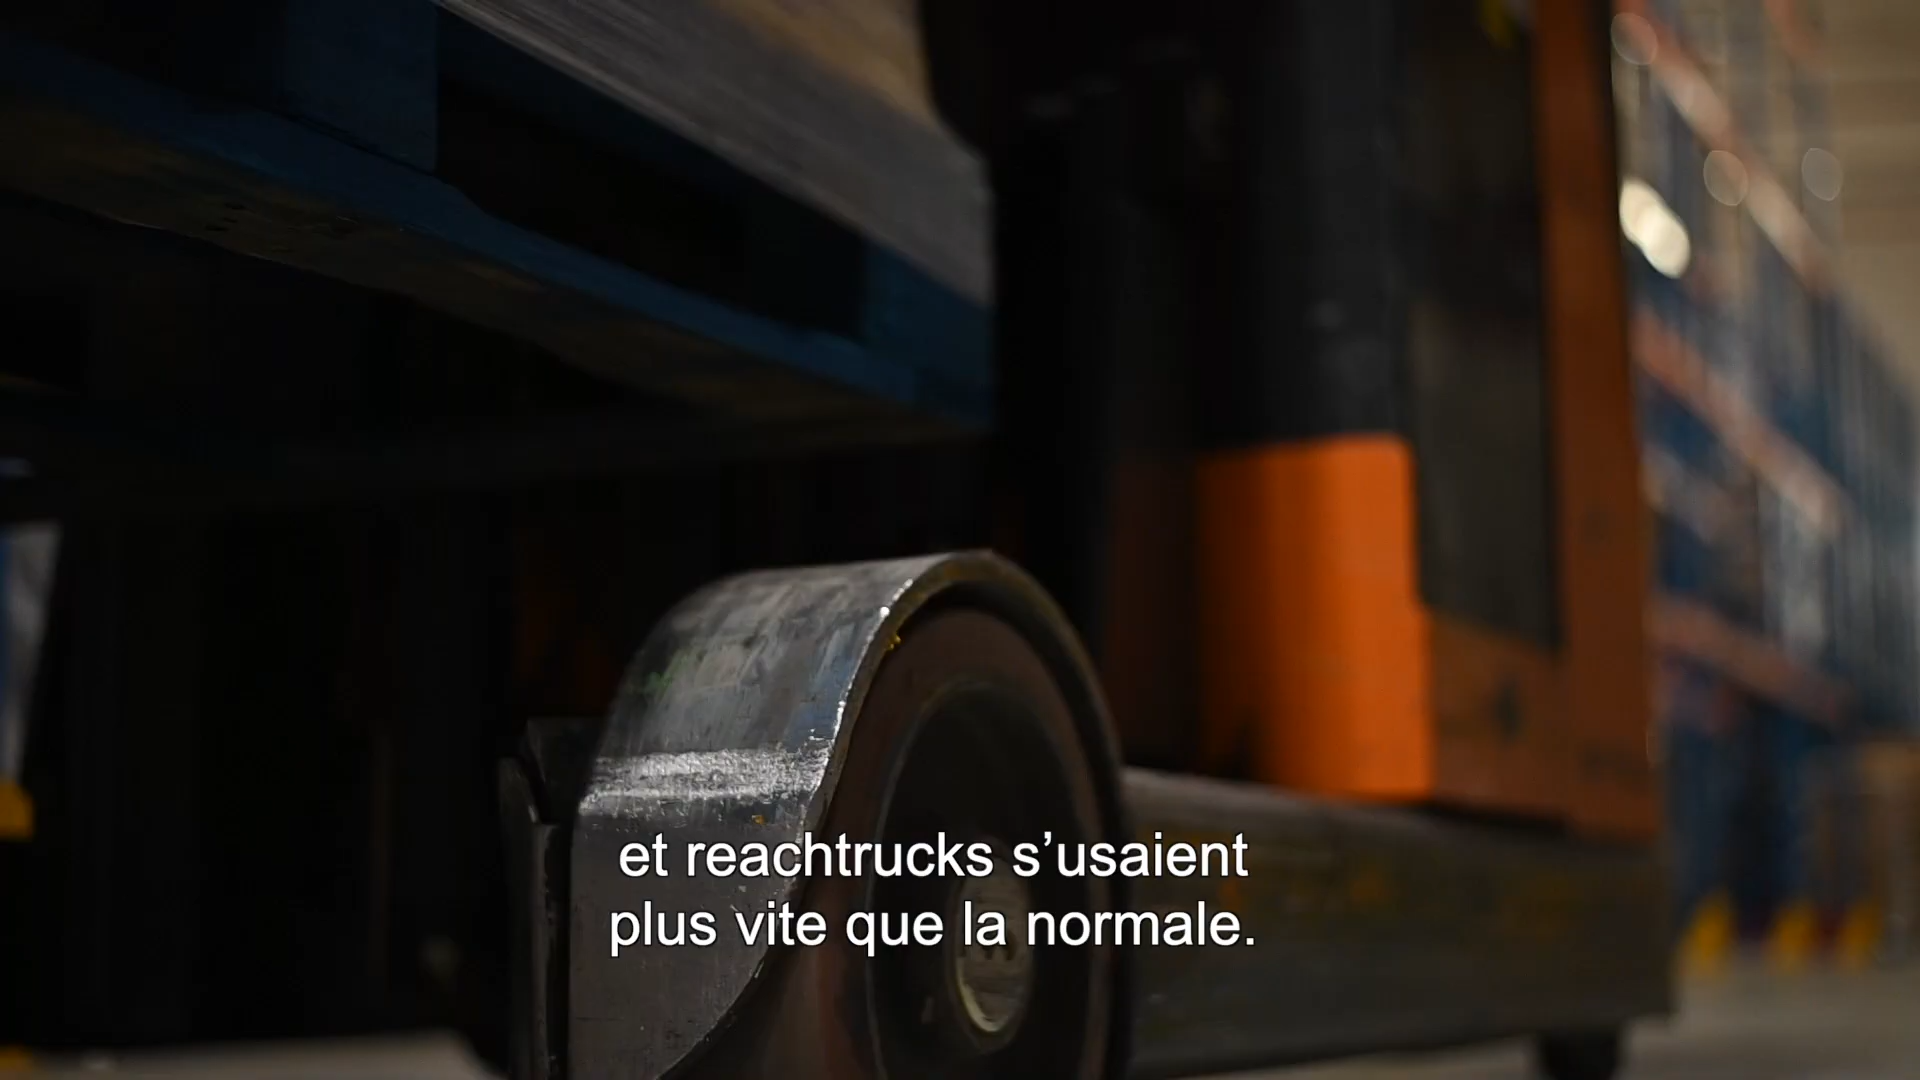 et reachtrucks s’usaient
plus vite que la normale.